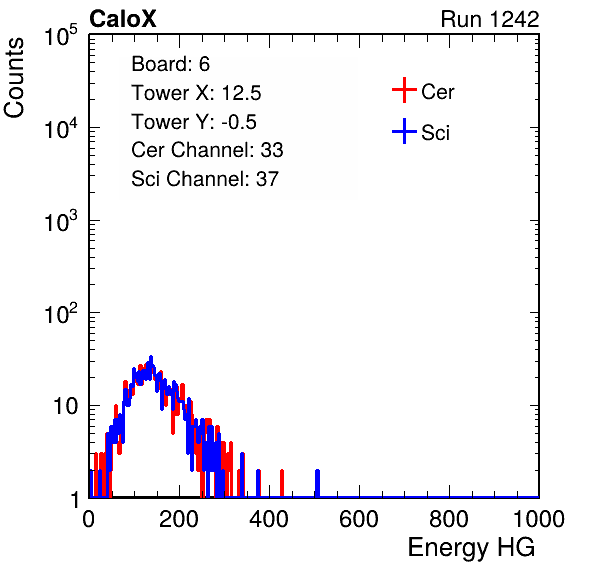 CaloX Run 1242
Counts
Board: 6
Tower X: 12.5
Tower Y: -0.5
Cer Channel: 33
Sci Channel: 37
Cer
Sci
10^5
10^4
10^3
10^2
10
1
0 200 400 600 800 1000
Energy HG